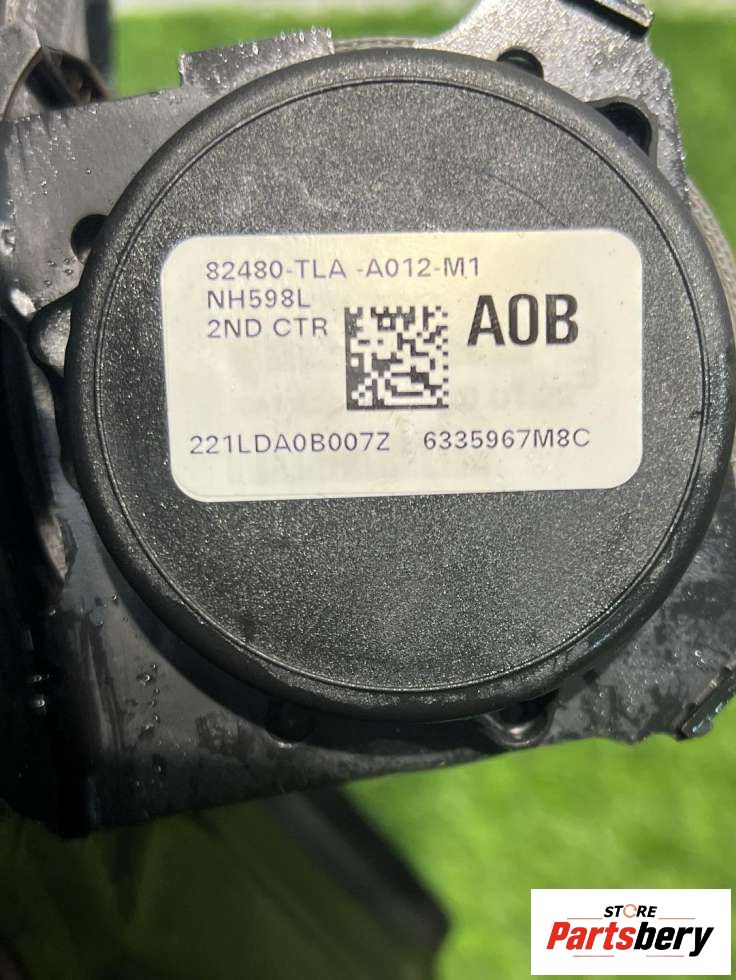 82480-TLA -A012-M1
NH598L
2ND CTR
A0B
221LDA0B007Z 6335967M8C
STORE
Partsbery